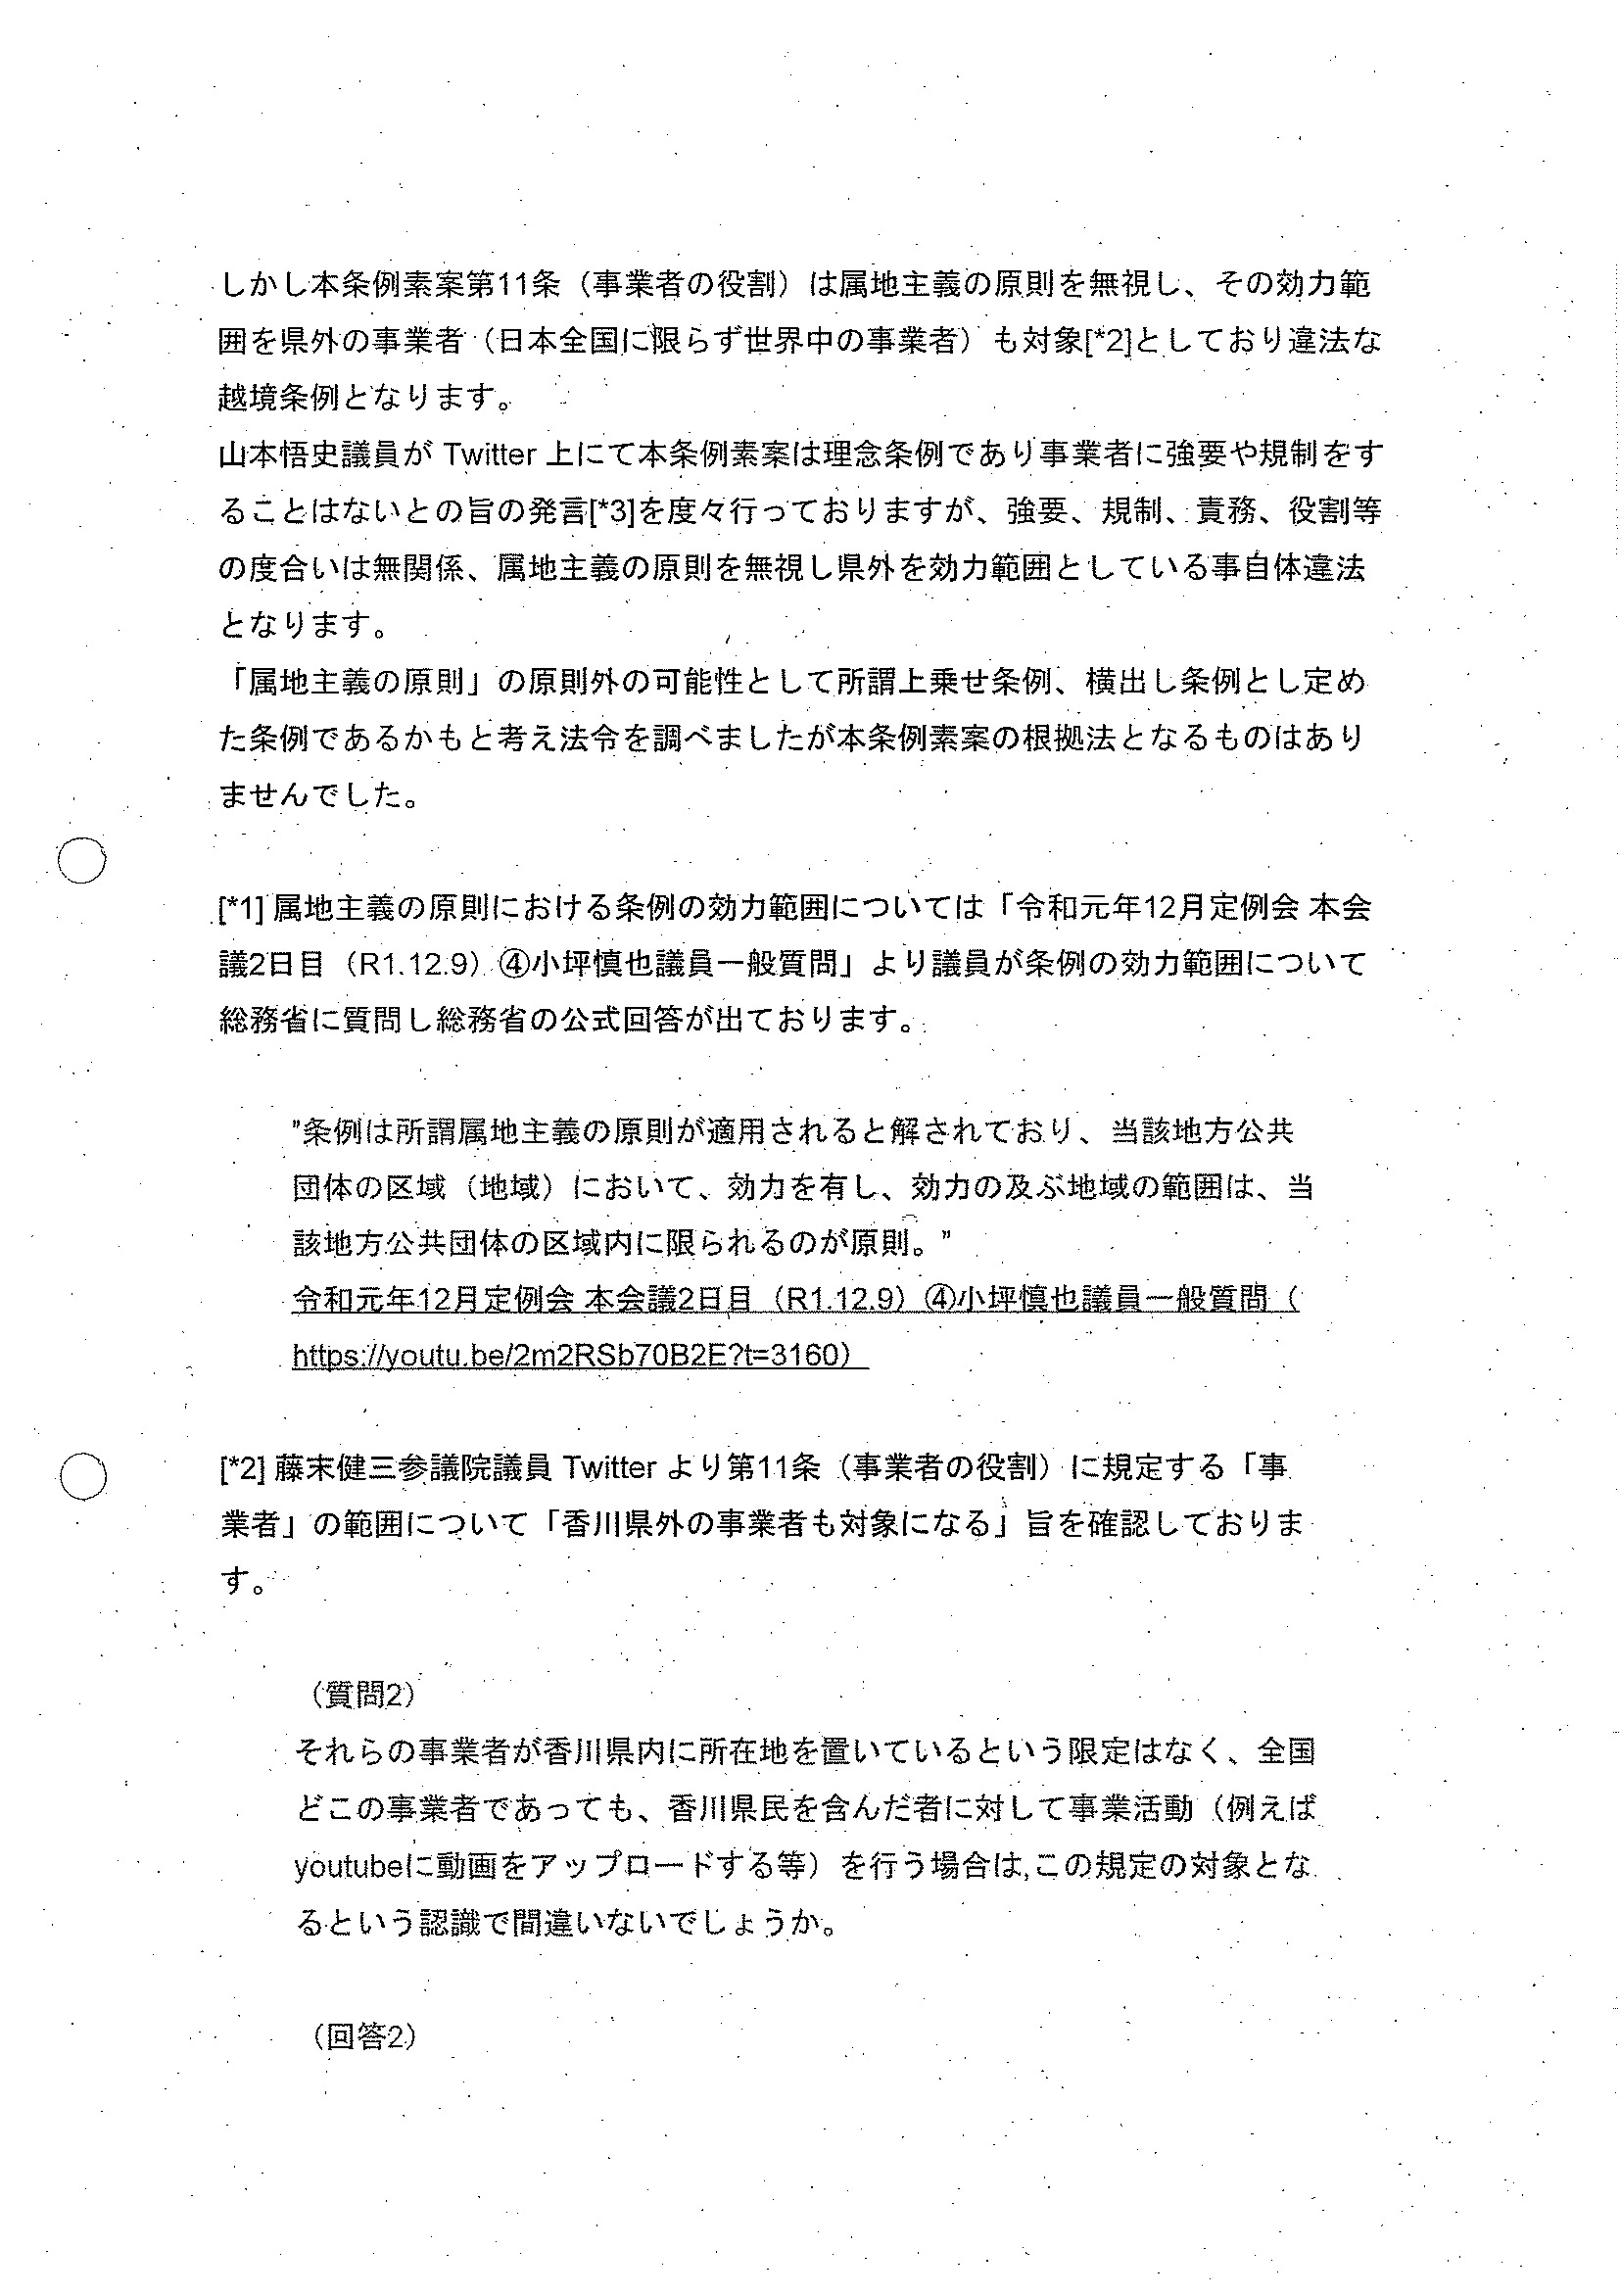 しかし本条例素案第11条（事業者の役割）は属地主義の原則を無視し、その効力範
囲を県外の事業者（日本全国に限らず世界中の事業者）も対象[*2]としており違法な
越境条例となります。
山本悟史議員が Twitter 上にて本条例素案は理念条例であり事業者に強要や規制をす
ることはないとの旨の発言[*3]を度々行っておりますが、強要、規制、責務、役割等
の度合いは無関係、属地主義の原則を無視し県外を効力範囲としている事自体違法
となります。
「属地主義の原則」の原則外の可能性として所謂上乗せ条例、横出し条例とし定め
た条例であるかもと考え法令を調べましたが本条例素案の根拠法となるものはあり
ませんでした。
[*1] 属地主義の原則における条例の効力範囲については「令和元年12月定例会 本会
議2日目（R1.12.9）④小坪慎也議員一般質問」より議員が条例の効力範囲について
総務省に質問し総務省の公式回答が出ております。
"条例は所謂属地主義の原則が適用されると解されており、当該地方公共
団体の区域（地域）において、効力を有し、効力の及ぶ地域の範囲は、当
該地方公共団体の区域内に限られるのが原則。"
令和元年12月定例会 本会議2日目（R1.12.9）④小坪慎也議員一般質問（
https://youtu.be/2m2RSb70B2E?t=3160）
[*2] 藤末健三参議院議員 Twitter より第11条（事業者の役割）に規定する「事
業者」の範囲について「香川県外の事業者も対象になる」旨を確認しておりま
す。
（質問2）
それらの事業者が香川県内に所在地を置いているという限定はなく、全国
どこの事業者であっても、香川県民を含んだ者に対して事業活動（例えば
youtubeに動画をアップロードする等）を行う場合は,この規定の対象とな
るという認識で間違いないでしょうか。
（回答2）